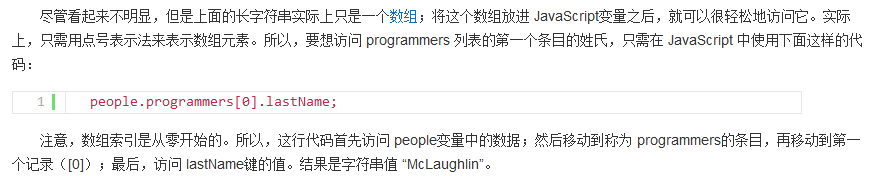 尽管看起来不明显，但是上面的长字符串实际上只是一个数组；将这个数组放进 JavaScript变量之后，就可以很轻松地访问它。实际
上，只需用点号表示法来表示数组元素。所以，要想访问 programmers 列表的第一个条目的姓氏，只需在 JavaScript 中使用下面这样的代
码：
1 people.programmers[0].lastName;
注意，数组索引是从零开始的。所以，这行代码首先访问 people变量中的数据；然后移动到称为 programmers的条目，再移动到第一
个记录（[0]）；最后，访问 lastName键的值。结果是字符串值 “McLaughlin”。